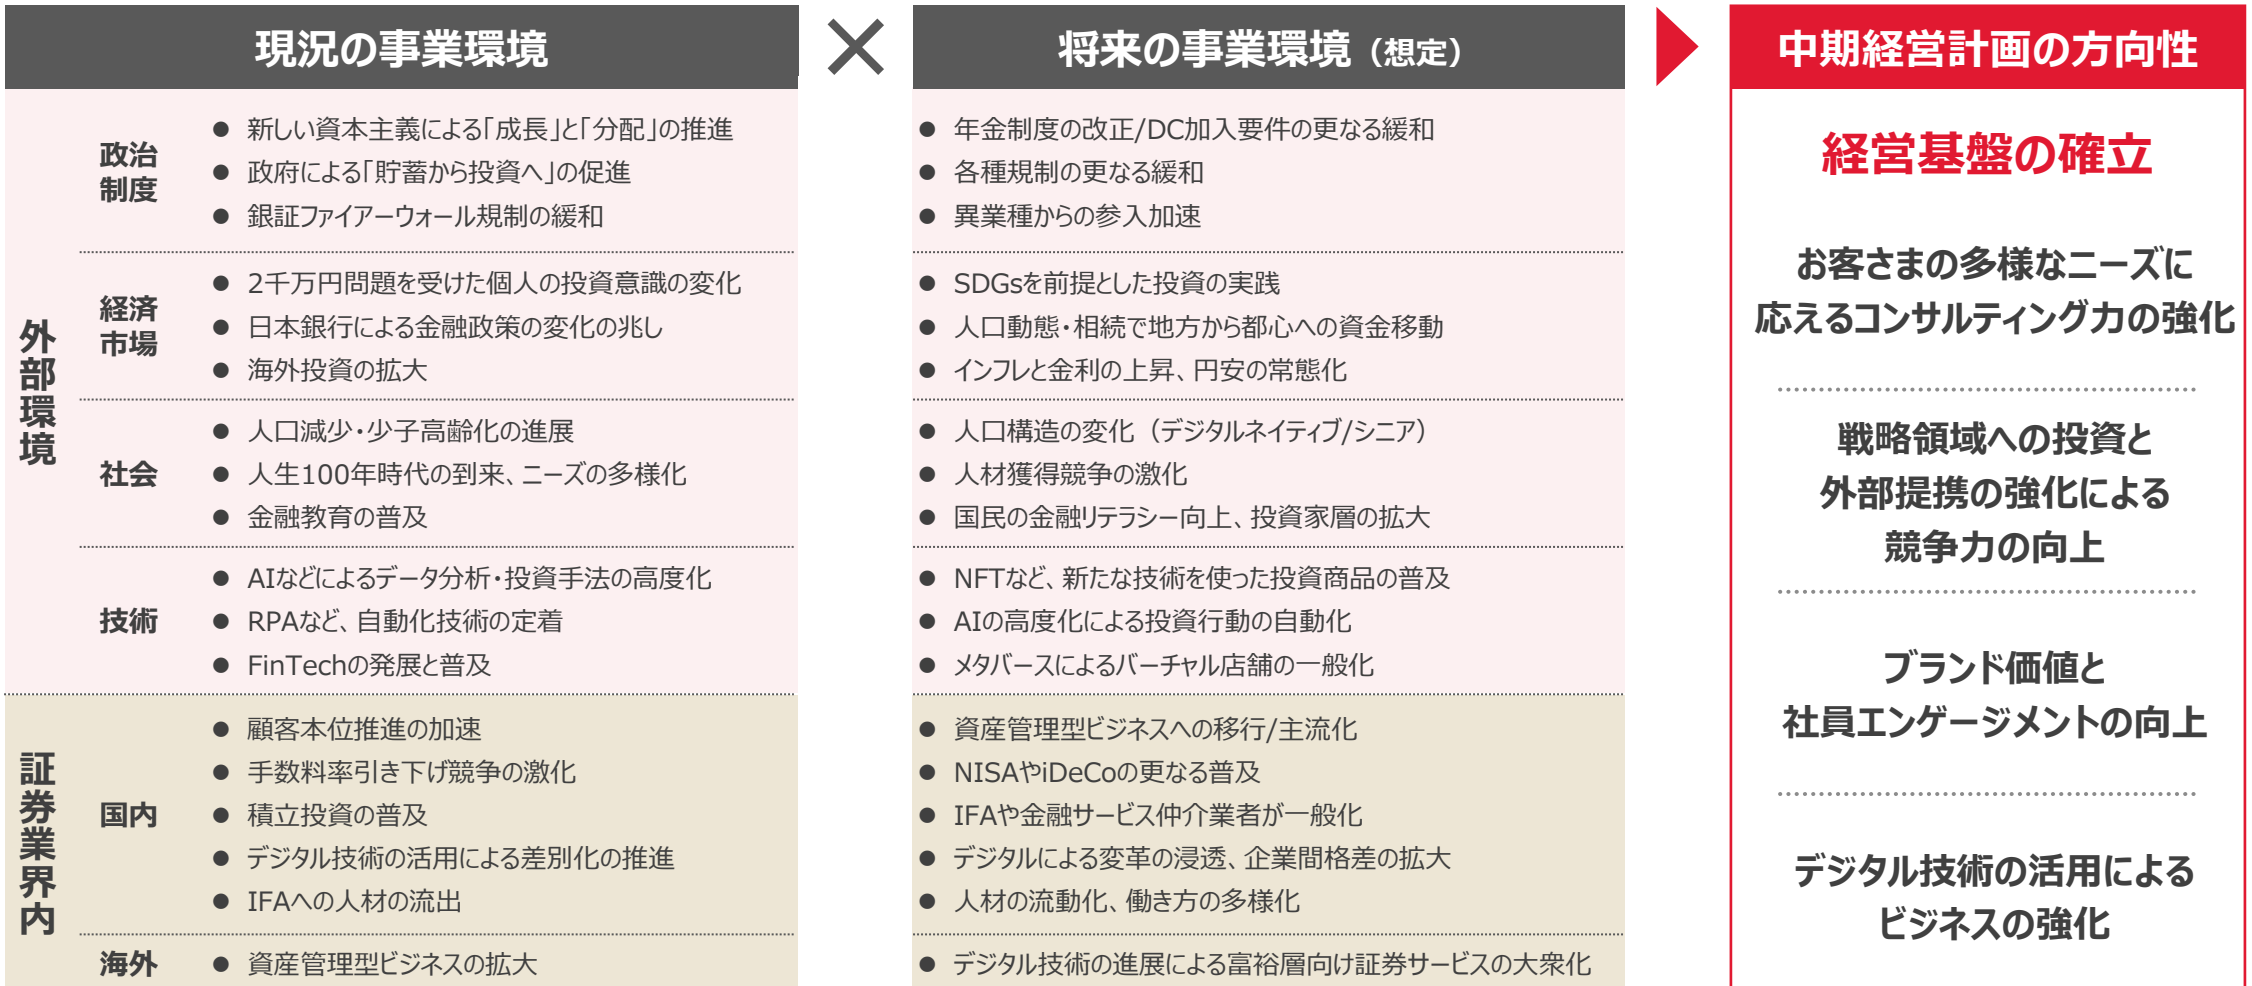 現況の事業環境
×
将来の事業環境（想定）
中期経営計画の方向性
外部環境
政治
制度
● 新しい資本主義による「成長」と「分配」の推進
● 政府による「貯蓄から投資へ」の促進
● 銀証ファイアーウォール規制の緩和
● 年金制度の改正/DC加入要件の更なる緩和
● 各種規制の更なる緩和
● 異業種からの参入加速
経済
市場
● 2千万円問題を受けた個人の投資意識の変化
● 日本銀行による金融政策の変化の兆し
● 海外投資の拡大
● SDGsを前提とした投資の実践
● 人口動態・相続で地方から都心への資金移動
● インフレと金利の上昇、円安の常態化
社会
● 人口減少・少子高齢化の進展
● 人生100年時代の到来、ニーズの多様化
● 金融教育の普及
● 人口構造の変化（デジタルネイティブ/シニア）
● 人材獲得競争の激化
● 国民の金融リテラシー向上、投資家層の拡大
技術
● AIなどによるデータ分析・投資手法の高度化
● RPAなど、自動化技術の定着
● FinTechの発展と普及
● NFTなど、新たな技術を使った投資商品の普及
● AIの高度化による投資行動の自動化
● メタバースによるバーチャル店舗の一般化
証券業界内
国内
● 顧客本位推進の加速
● 手数料率引き下げ競争の激化
● 積立投資の普及
● デジタル技術の活用による差別化の推進
● IFAへの人材の流出
● 資産管理型ビジネスへの移行/主流化
● NISAやiDeCoの更なる普及
● IFAや金融サービス仲介業者が一般化
● デジタルによる変革の浸透、企業間格差の拡大
● 人材の流動化、働き方の多様化
海外
● 資産管理型ビジネスの拡大
● デジタル技術の進展による富裕層向け証券サービスの大衆化
経営基盤の確立
お客さまの多様なニーズに
応えるコンサルティング力の強化
戦略領域への投資と
外部提携の強化による
競争力の向上
ブランド価値と
社員エンゲージメントの向上
デジタル技術の活用による
ビジネスの強化